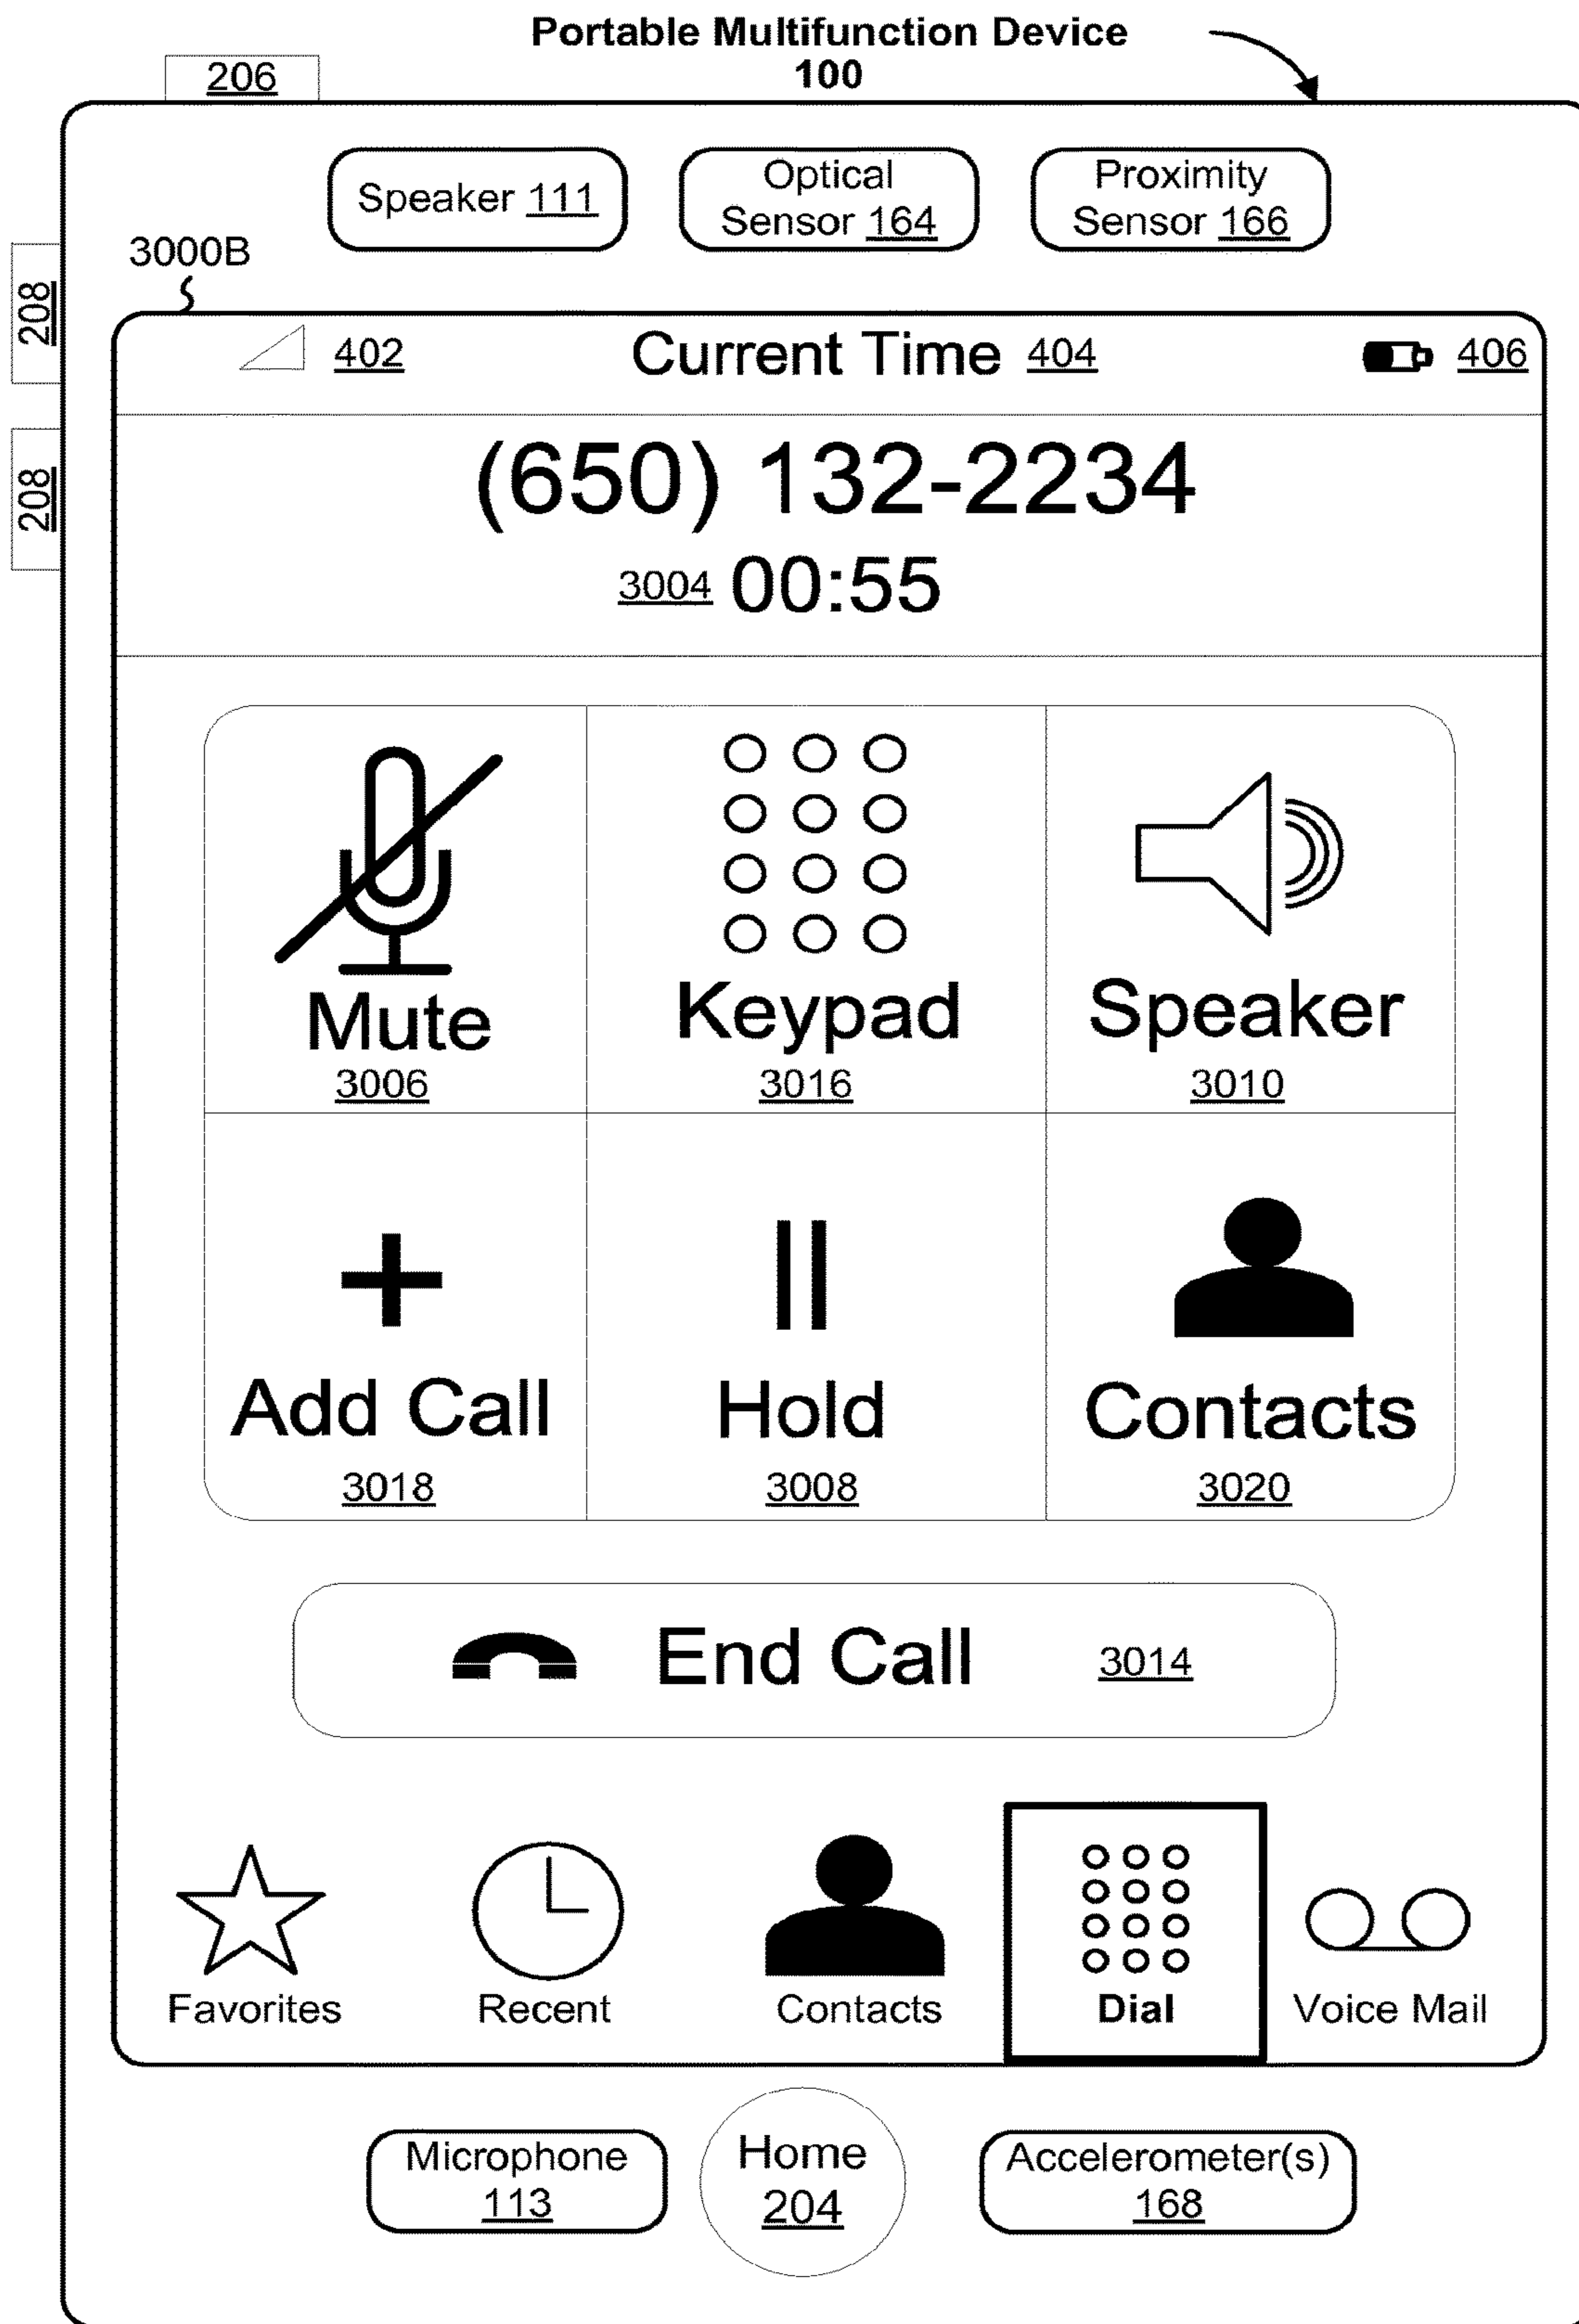 Portable Multifunction Device
100
206
Speaker 111
Optical
Sensor 164
Proximity
Sensor 166
3000B
208
208
402
Current Time 404
406
(650) 132-2234
3004 00:55
Mute
3006
Keypad
3016
Speaker
3010
Add Call
3018
Hold
3008
Contacts
3020
End Call 3014
Favorites
Recent
Contacts
Dial
Voice Mail
Microphone
113
Home
204
Accelerometer(s)
168